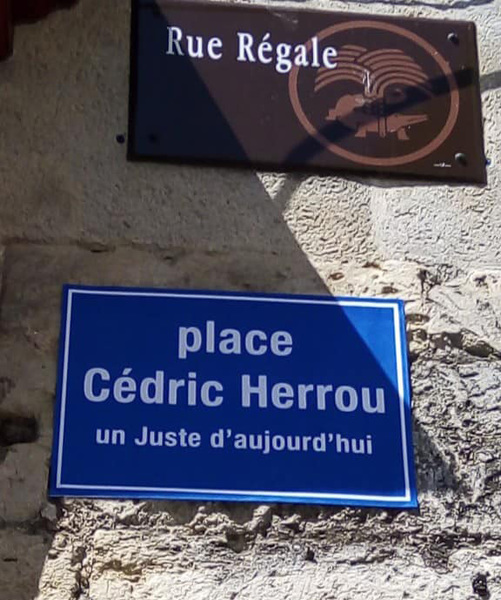 Rue Régale
place
Cédric Herrou
un Juste d'aujourd'hui